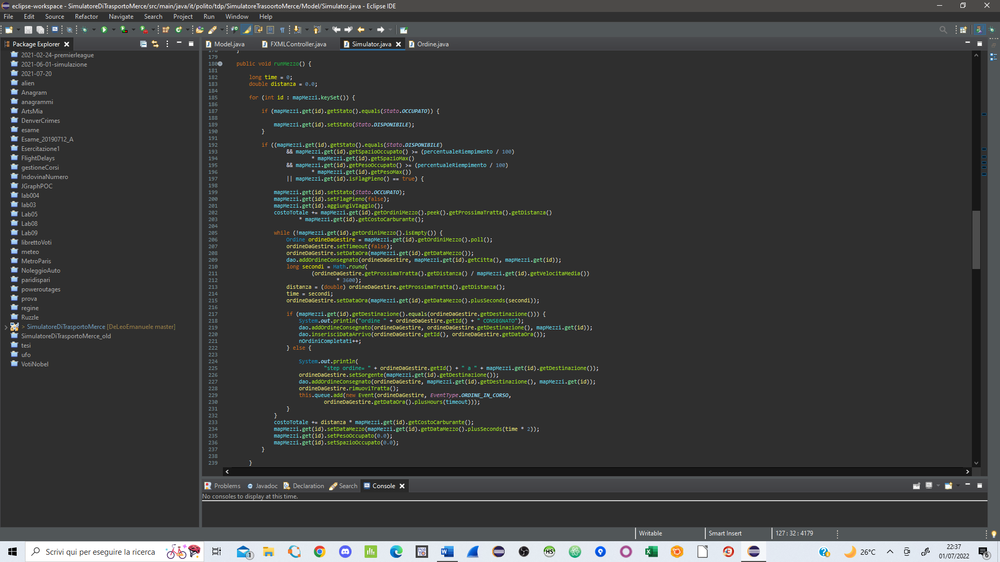 eclipse-workspace - SimulatoreDiTrasportoMerce/src/main/java/it/polito/tdp/SimulatoreTrasoortoMerce/Model/Simulator.java - Eclipse IDE
File Edit Source Refactor Navigate Search Project Run Window Help
Package Explorer
2021-02-24-premierleague
2021-06-01-simulazione
2021-07-20
alien
Anagram
anagrammi
ArtsMia
DenverCrimes
esame
Esame_20190712_A
Esercitazione1
FlightDelays
gestioneCorsi
IndovinaNumero
JGraphPOC
lab004
lab03
Lab05
Lab08
Lab09
librettoVoti
meteo
MetroParis
NoleggioAuto
paridispari
poweroutages
prova
regine
Ruzzle
> SimulatoreDiTrasportoMerce [DeLeoEmanuele master]
SimulatoreDiTrasportoMerce_old
tesi
ufo
VotiNobel
Model.java FXMLController.java Simulator.java Ordine.java
178 }
179
180 public void runMezzo() {
181
182 long time = 0;
183 double distanza = 0.0;
184
185 for (int id : mapMezzi.keySet()) {
186
187 if (mapMezzi.get(id).getStato().equals(Stato.OCCUPATO)) {
188
189 mapMezzi.get(id).setStato(Stato.DISPONIBILE);
190 }
191
192 if ((mapMezzi.get(id).getStato().equals(Stato.DISPONIBILE)
193 && mapMezzi.get(id).getSpazioOccupato() >= (percentualeRiempimento / 100)
194 * mapMezzi.get(id).getSpazioMax()
195 && mapMezzi.get(id).getPesoOccupato() >= (percentualeRiempimento / 100)
196 * mapMezzi.get(id).getPesoMax())
197 || mapMezzi.get(id).isFlagPieno() == true) {
198
199 mapMezzi.get(id).setStato(Stato.OCCUPATO);
200 mapMezzi.get(id).setFlagPieno(false);
201 mapMezzi.get(id).aggiungiVIaggio();
202 costoTotale += mapMezzi.get(id).getOrdiniMezzo().peek().getProssimaTratta().getDistanza()
203 * mapMezzi.get(id).getCostoCarburante();
204
205 while (!mapMezzi.get(id).getOrdiniMezzo().isEmpty()) {
206 Ordine ordineDaGestire = mapMezzi.get(id).getOrdiniMezzo().poll();
207 ordineDaGestire.setTimeout(false);
208 ordineDaGestire.setDataOra(mapMezzi.get(id).getDataMezzo());
209 dao.addOrdineConsegnato(ordineDaGestire, mapMezzi.get(id).getCitta(), mapMezzi.get(id));
210 long secondi = Math.round(
211 (ordineDaGestire.getProssimaTratta().getDistanza() / mapMezzi.get(id).getVelocitaMedia())
212 * 3600);
213 distanza = (double) ordineDaGestire.getProssimaTratta().getDistanza();
214 time = secondi;
215 ordineDaGestire.setDataOra(mapMezzi.get(id).getDataMezzo().plusSeconds(secondi));
216
217 if (mapMezzi.get(id).getDestinazione().equals(ordineDaGestire.getDestinazione())) {
218 System.out.println("ordine " + ordineDaGestire.getId() + " CONSEGNATO");
219 dao.addOrdineConsegnato(ordineDaGestire, ordineDaGestire.getDestinazione(), mapMezzi.get(id));
220 dao.inserisciDataArrivo(ordineDaGestire.getId(), ordineDaGestire.getDataOra());
221 nOrdiniCompletati++;
222 } else {
223
224 System.out.println(
225 "step ordine= " + ordineDaGestire.getId() + " a " + mapMezzi.get(id).getDestinazione());
226 ordineDaGestire.setSorgente(mapMezzi.get(id).getDestinazione());
227 dao.addOrdineConsegnato(ordineDaGestire, mapMezzi.get(id).getDestinazione(), mapMezzi.get(id));
228 ordineDaGestire.rimuoviTratta();
229 this.queue.add(new Event(ordineDaGestire, EventType.ORDINE_IN_CORSO,
230 ordineDaGestire.getDataOra().plusHours(timeout)));
231 }
232 }
233 costoTotale += distanza * mapMezzi.get(id).getCostoCarburante();
234 mapMezzi.get(id).setDataMezzo(mapMezzi.get(id).getDataMezzo().plusSeconds(time * 2));
235 mapMezzi.get(id).setPesoOccupato(0.0);
236 mapMezzi.get(id).setSpazioOccupato(0.0);
237 }
238
239 }
Problems Javadoc Declaration Search Console
No consoles to display at this time.
Writable Smart Insert 127 : 32 : 4179
Scrivi qui per eseguire la ricerca
26°C
22:37
01/07/2022